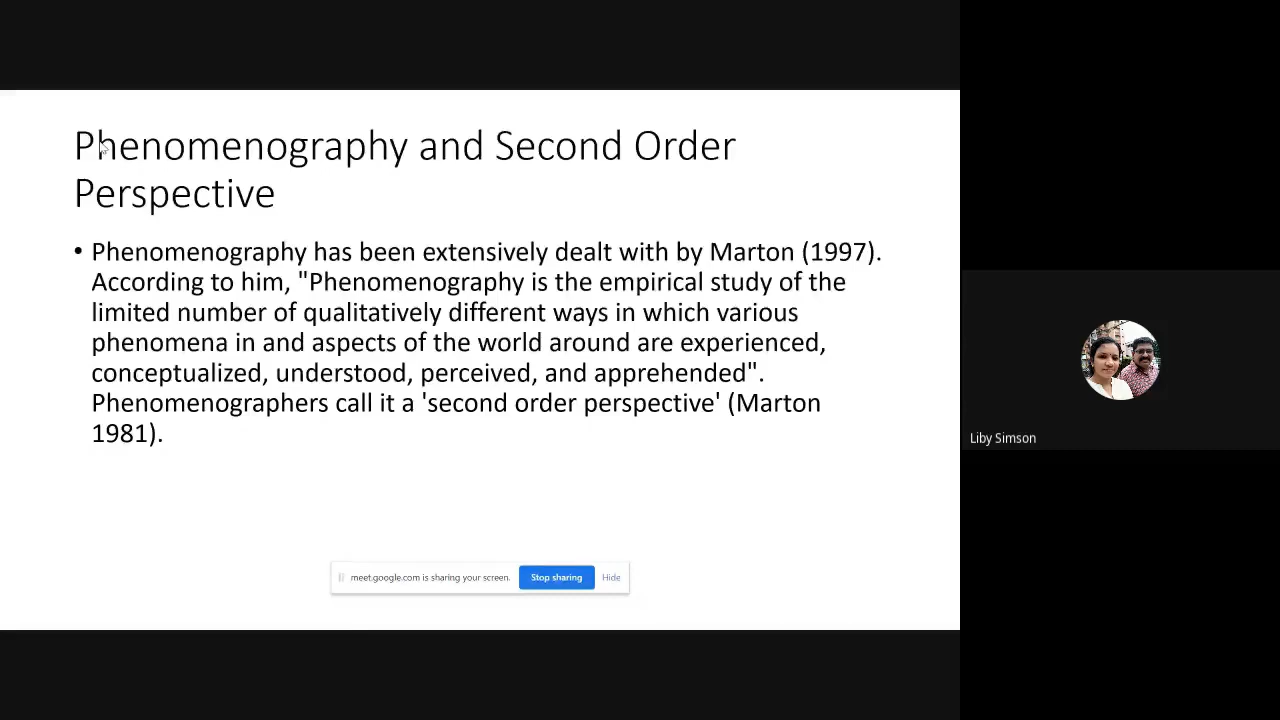 Phenomenography and Second Order
Perspective
• Phenomenography has been extensively dealt with by Marton (1997).
According to him, "Phenomenography is the empirical study of the
limited number of qualitatively different ways in which various
phenomena in and aspects of the world around are experienced,
conceptualized, understood, perceived, and apprehended".
Phenomenographers call it a 'second order perspective' (Marton
1981).
Liby Simson
meet.google.com is sharing your screen. Stop sharing Hide